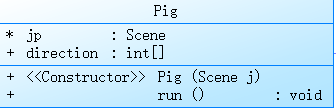 Pig
* jp : Scene
+ direction : int[]
+ <<Constructor>> Pig (Scene j)
+ run () : void